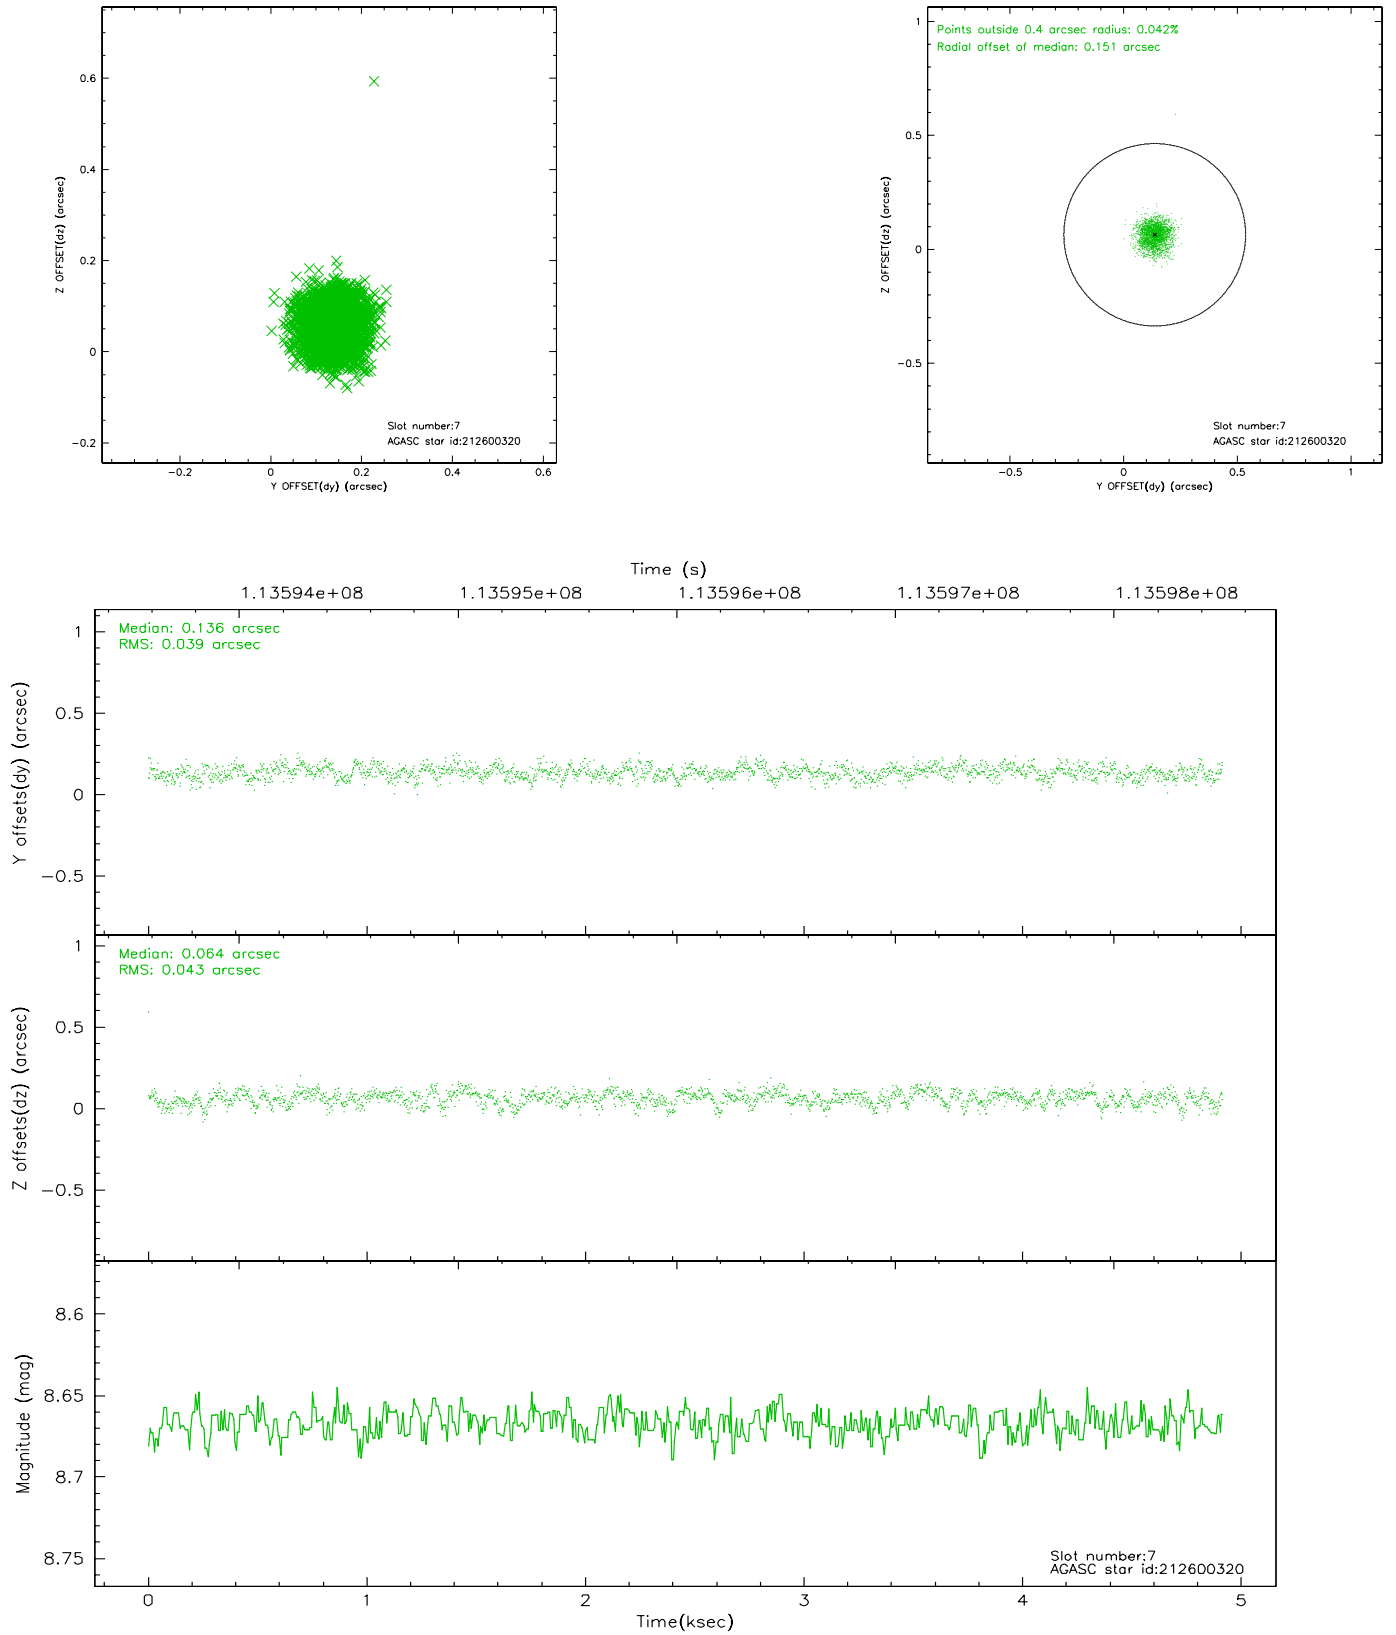 0.6
0.4
0.2
0
−0.2
Z OFFSET(dz) (arcsec)
Slot number:7
AGASC star id:212600320
−0.2 0 0.2 0.4 0.6
Y OFFSET(dy) (arcsec)
Points outside 0.4 arcsec radius: 0.042%
Radial offset of median: 0.151 arcsec
1
0.5
0
−0.5
Z OFFSET(dz) (arcsec)
Slot number:7
AGASC star id:212600320
−0.5 0 0.5 1
Y OFFSET(dy) (arcsec)
Time (s)
1.13594e+08 1.13595e+08 1.13596e+08 1.13597e+08 1.13598e+08
Median: 0.136 arcsec
RMS: 0.039 arcsec
1
0.5
0
−0.5
Y offsets(dy) (arcsec)
Median: 0.064 arcsec
RMS: 0.043 arcsec
1
0.5
0
−0.5
Z offsets(dz) (arcsec)
8.6
8.65
8.7
8.75
Magnitude (mag)
Slot number:7
AGASC star id:212600320
0 1 2 3 4 5
Time(ksec)